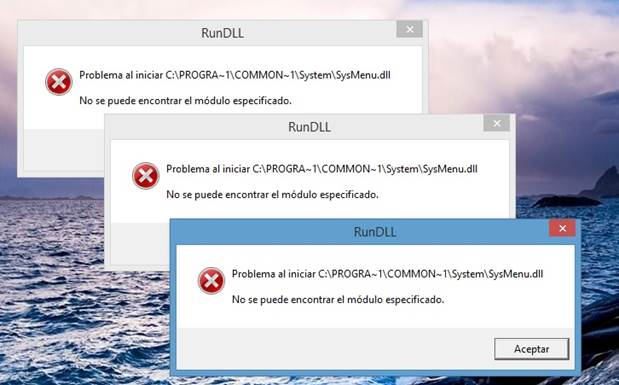 RunDLL
Problema al iniciar C:\PROGRA~1\COMMON~1\System\SysMenu.dll
No se puede encontrar el módulo especificado.
RunDLL
Problema al iniciar C:\PROGRA~1\COMMON~1\System\SysMenu.dll
No se puede encontrar el módulo especificado.
RunDLL
Problema al iniciar C:\PROGRA~1\COMMON~1\System\SysMenu.dll
No se puede encontrar el módulo especificado.
Aceptar